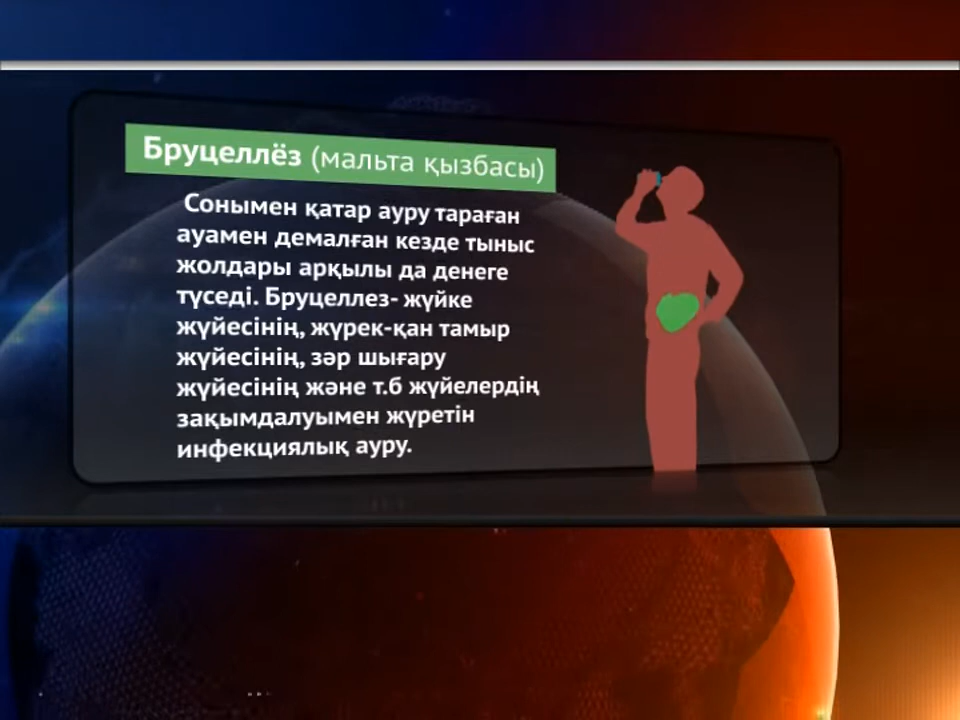 Бруцеллёз (мальта қызбасы)
Сонымен қатар ауру тараған
ауамен демалған кезде тыныс
жолдары арқылы да денеге
түседі. Бруцеллез- жүйке
жүйесінің, жүрек-қан тамыр
жүйесінің, зәр шығару
жүйесінің және т.б жүйелердің
зақымдалуымен жүретін
инфекциялық ауру.